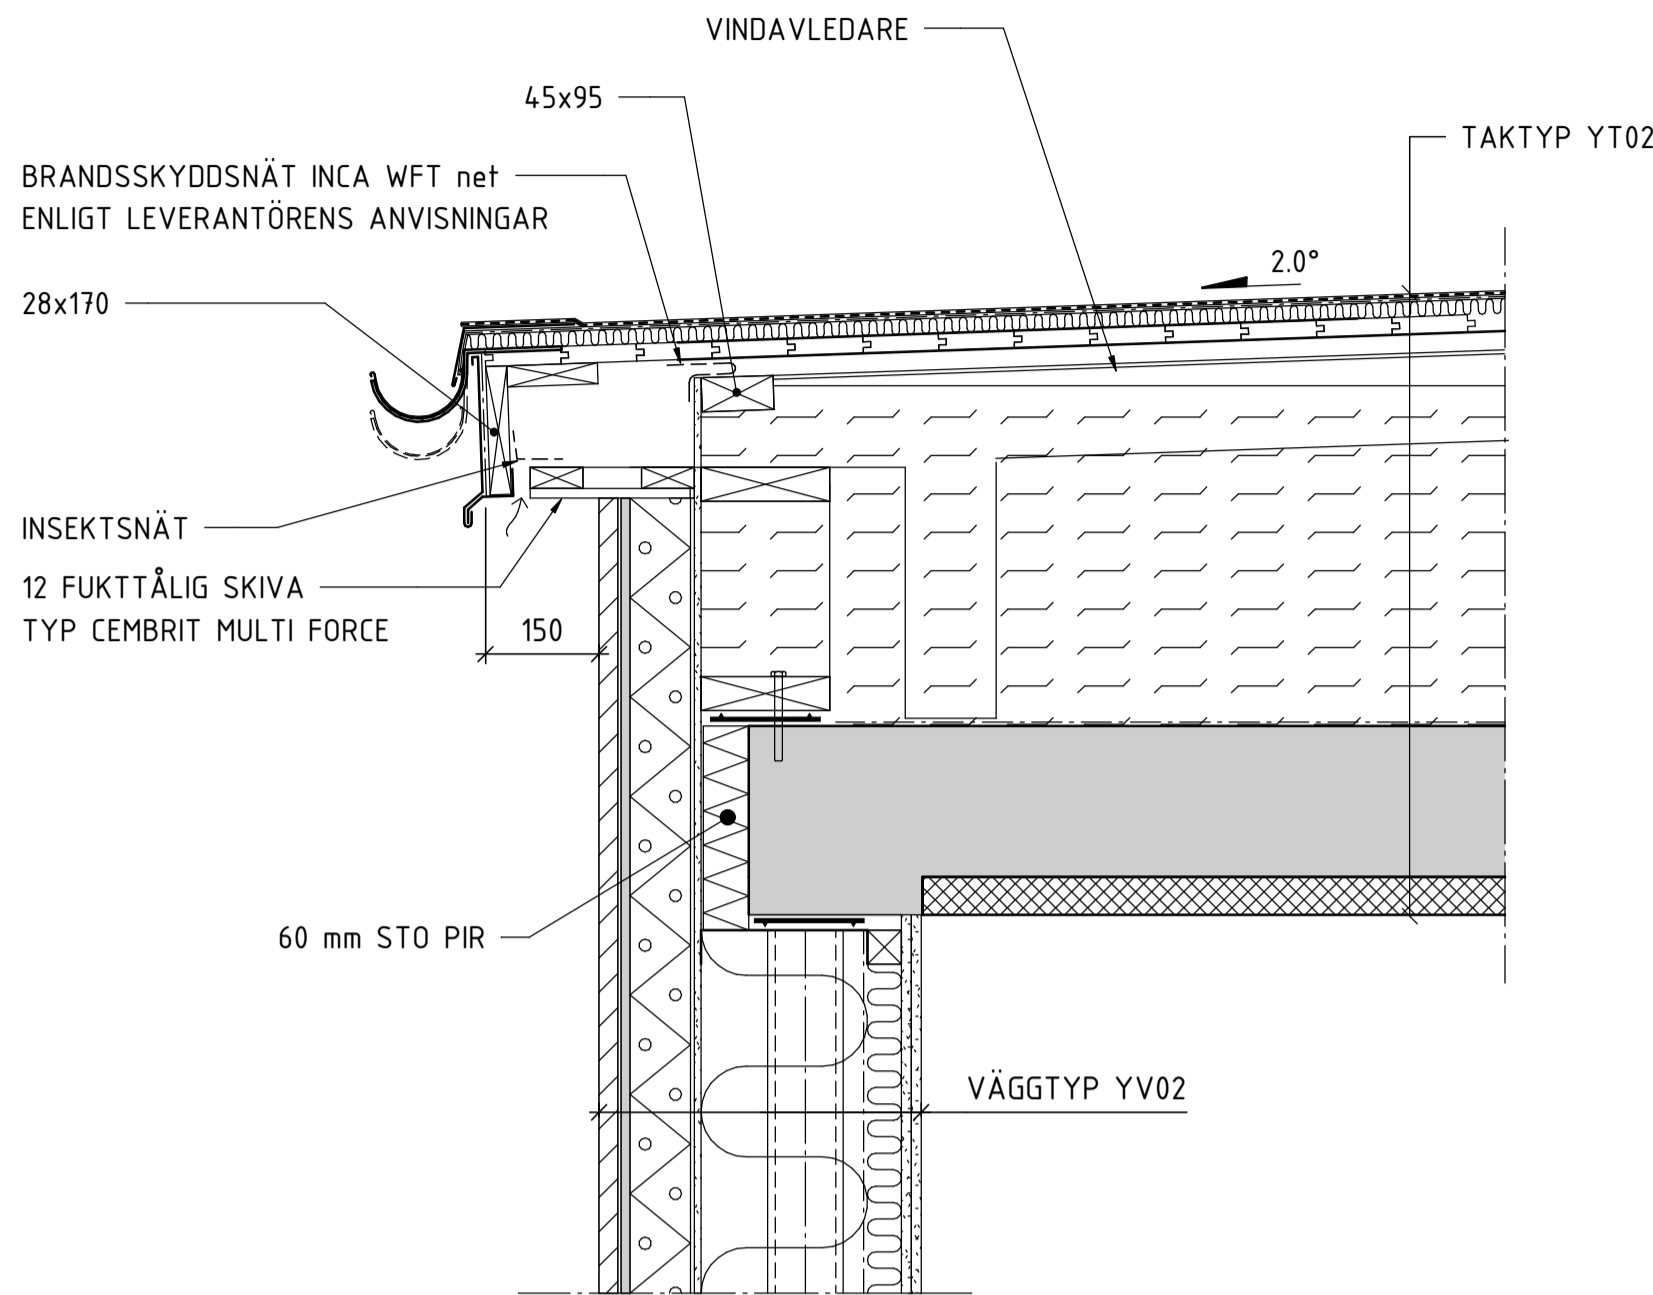 VINDAVLEDARE
45x95
TAKTYP YT02
BRANDSSKYDDSNÄT INCA WFT net
ENLIGT LEVERANTÖRENS ANVISNINGAR
2.0°
28x170
INSEKTSNÄT
12 FUKTTÅLIG SKIVA
TYP CEMBRIT MULTI FORCE
150
60 mm STO PIR
VÄGGTYP YV02